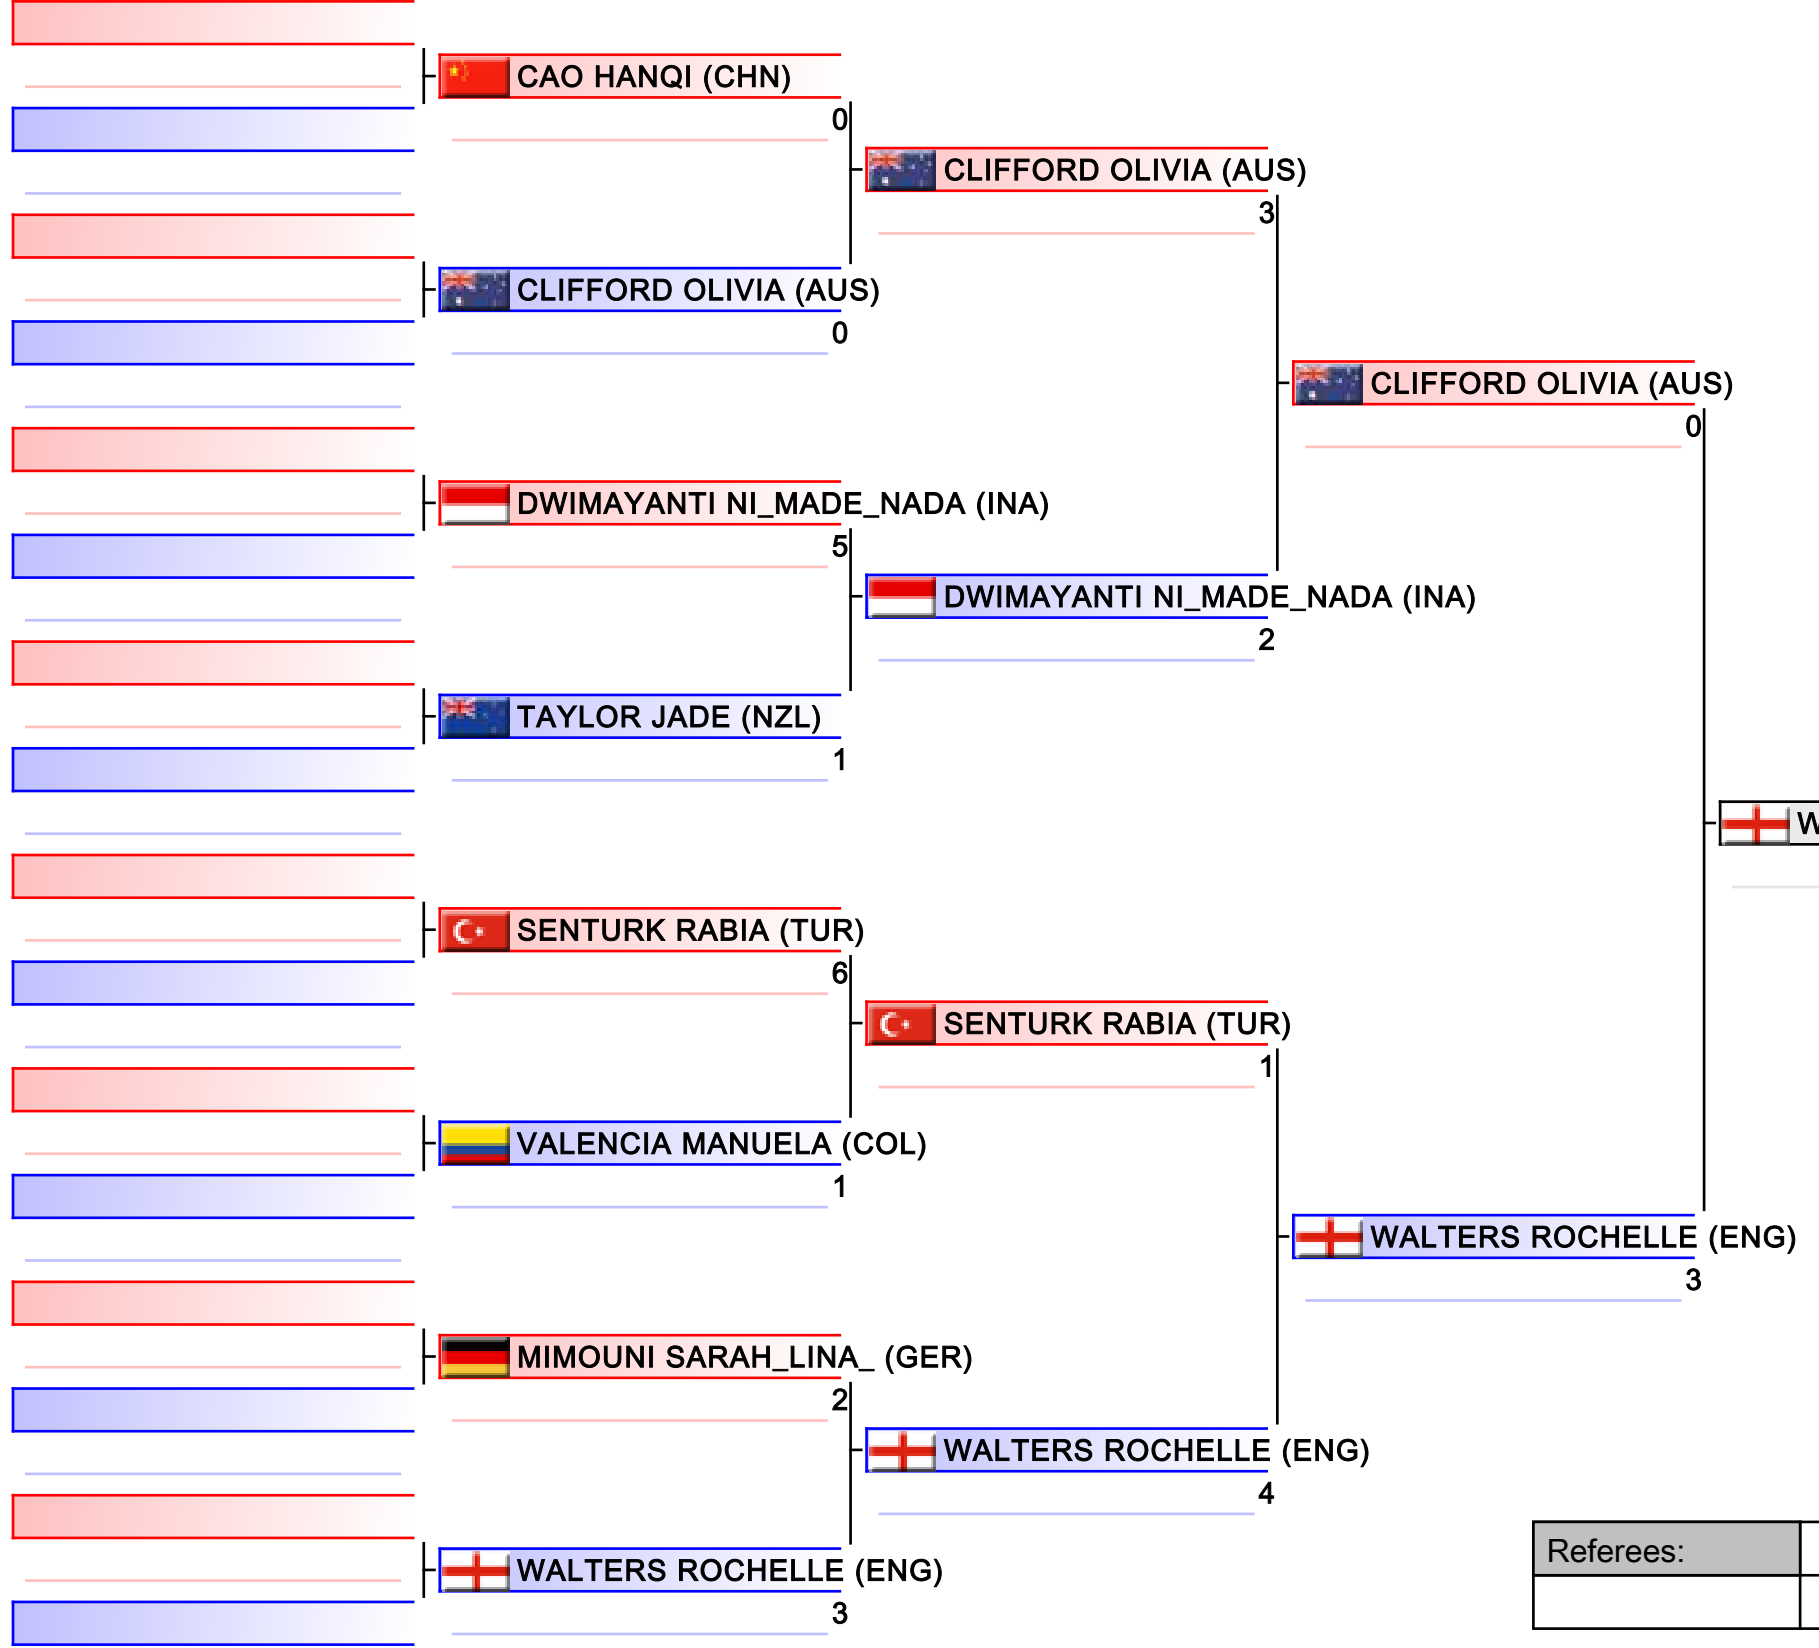 CAO HANQI (CHN)
0
CLIFFORD OLIVIA (AUS)
3
CLIFFORD OLIVIA (AUS)
0
CLIFFORD OLIVIA (AUS)
0
DWIMAYANTI NI_MADE_NADA (INA)
5
DWIMAYANTI NI_MADE_NADA (INA)
2
TAYLOR JADE (NZL)
1
W
SENTURK RABIA (TUR)
6
SENTURK RABIA (TUR)
1
VALENCIA MANUELA (COL)
1
WALTERS ROCHELLE (ENG)
3
MIMOUNI SARAH_LINA_ (GER)
2
WALTERS ROCHELLE (ENG)
4
Referees:
WALTERS ROCHELLE (ENG)
3